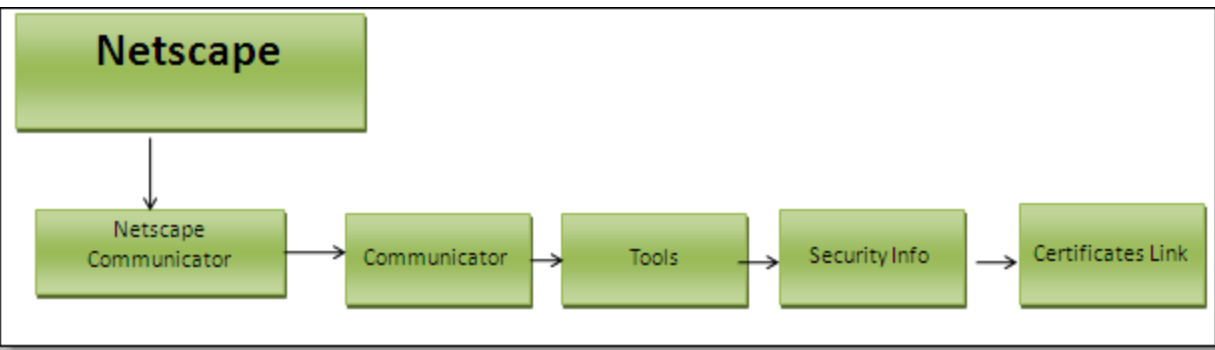 Netscape
Netscape
Communicator
Communicator
Tools
Security Info
Certificates Link